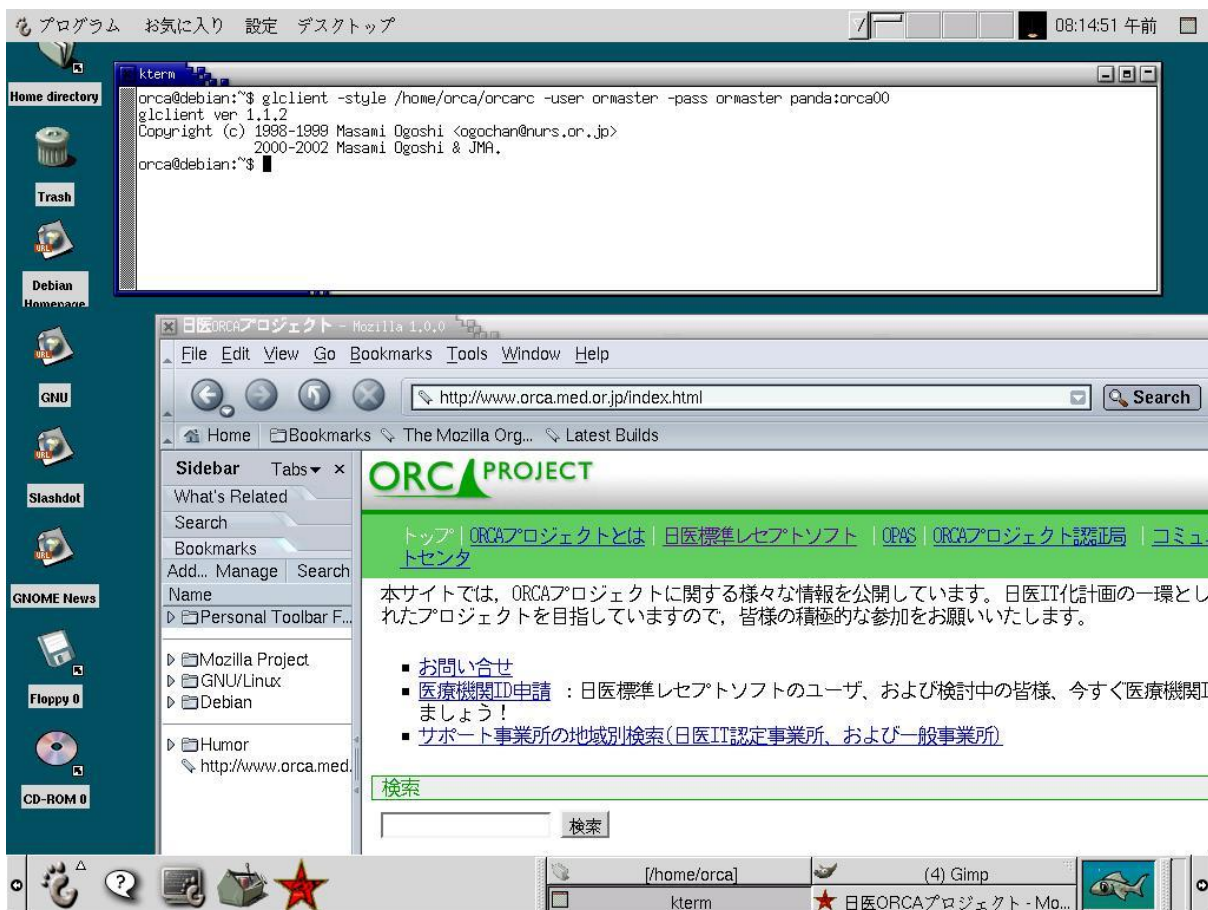 プログラム お気に入り 設定 デスクトップ
08:14:51 午前
Home directory
Trash
URL
Debian
Homepage
URL
GNU
URL
Slashdot
URL
GNOME News
Floppy 0
CD-ROM 0
kterm
orca@debian:~$ glclient -style /home/orca/orcarc -user ormaster -pass ormaster panda:orca00
glclient ver 1.1.2
Copyright (c) 1998-1999 Masami Ogoshi <ogochan@nurs.or.jp>
2000-2002 Masami Ogoshi & JMA.
orca@debian:~$
日医ORCAプロジェクト - Mozilla 1.0.0
File Edit View Go Bookmarks Tools Window Help
http://www.orca.med.or.jp/index.html
Search
Home Bookmarks The Mozilla Org... Latest Builds
Sidebar Tabs ×
What's Related
Search
Bookmarks
Add... Manage Search
Name
Personal Toolbar F...
Mozilla Project
GNU/Linux
Debian
Humor
http://www.orca.med.
ORCA PROJECT
トップ | ORCAプロジェクトとは | 日医標準レセプトソフト | OPAS | ORCAプロジェクト認証局 | コミュ
トセンタ
本サイトでは，ORCAプロジェクトに関する様々な情報を公開しています。日医IT化計画の一環とし
れたプロジェクトを目指していますので，皆様の積極的な参加をお願いいたします。
お問い合せ
医療機関ID申請 ：日医標準レセプトソフトのユーザ、および検討中の皆様、今すぐ医療機関I
ましょう！
サポート事業所の地域別検索(日医IT認定事業所、および一般事業所)
検索
検索
[/home/orca]
(4) Gimp
kterm
日医ORCAプロジェクト - Mo...